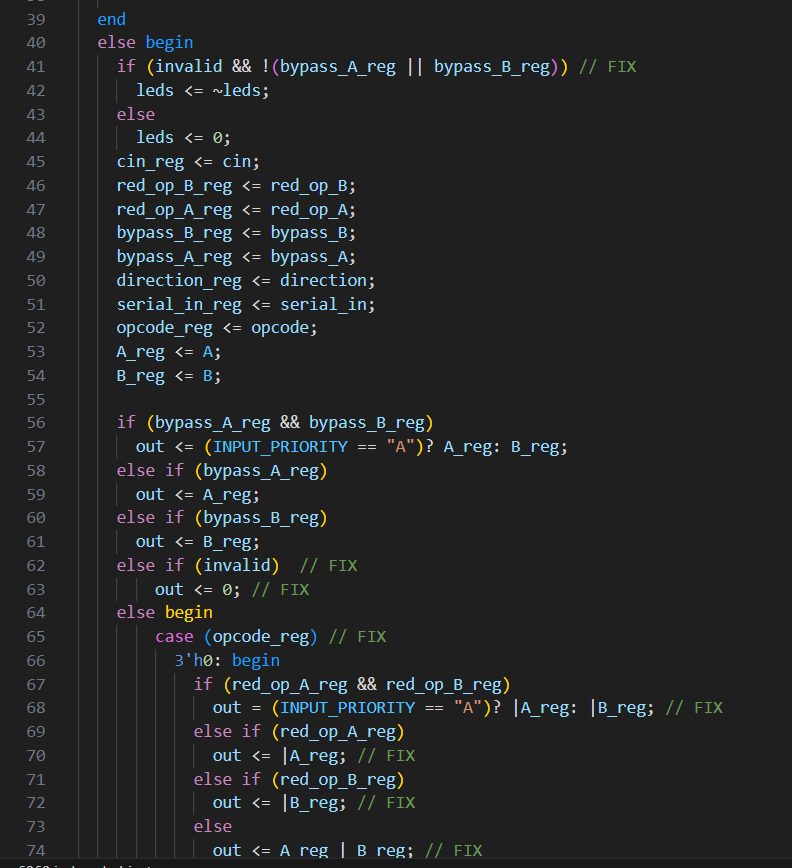 39 end
40 else begin
41 if (invalid && !(bypass_A_reg || bypass_B_reg)) // FIX
42 leds <= ~leds;
43 else
44 leds <= 0;
45 cin_reg <= cin;
46 red_op_B_reg <= red_op_B;
47 red_op_A_reg <= red_op_A;
48 bypass_B_reg <= bypass_B;
49 bypass_A_reg <= bypass_A;
50 direction_reg <= direction;
51 serial_in_reg <= serial_in;
52 opcode_reg <= opcode;
53 A_reg <= A;
54 B_reg <= B;
55
56 if (bypass_A_reg && bypass_B_reg)
57 out <= (INPUT_PRIORITY == "A")? A_reg: B_reg;
58 else if (bypass_A_reg)
59 out <= A_reg;
60 else if (bypass_B_reg)
61 out <= B_reg;
62 else if (invalid) // FIX
63 out <= 0; // FIX
64 else begin
65 case (opcode_reg) // FIX
66 3'h0: begin
67 if (red_op_A_reg && red_op_B_reg)
68 out = (INPUT_PRIORITY == "A")? |A_reg: |B_reg; // FIX
69 else if (red_op_A_reg)
70 out <= |A_reg; // FIX
71 else if (red_op_B_reg)
72 out <= |B_reg; // FIX
73 else
74 out <= A_reg | B_reg; // FIX